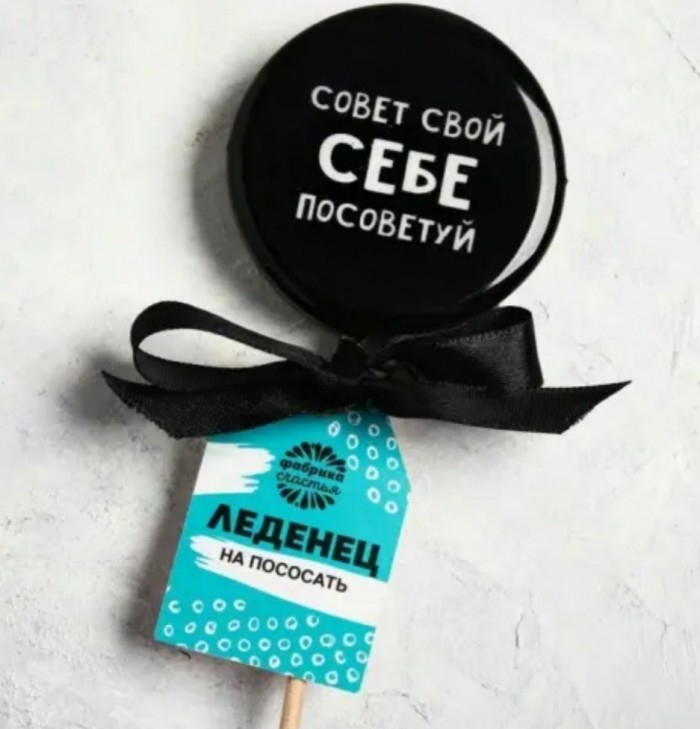 СОВЕТ СВОЙ
СЕБЕ
ПОСОВЕТУЙ
фабрика
счастья
ЛЕДЕНЕЦ
НА ПОСОСАТЬ